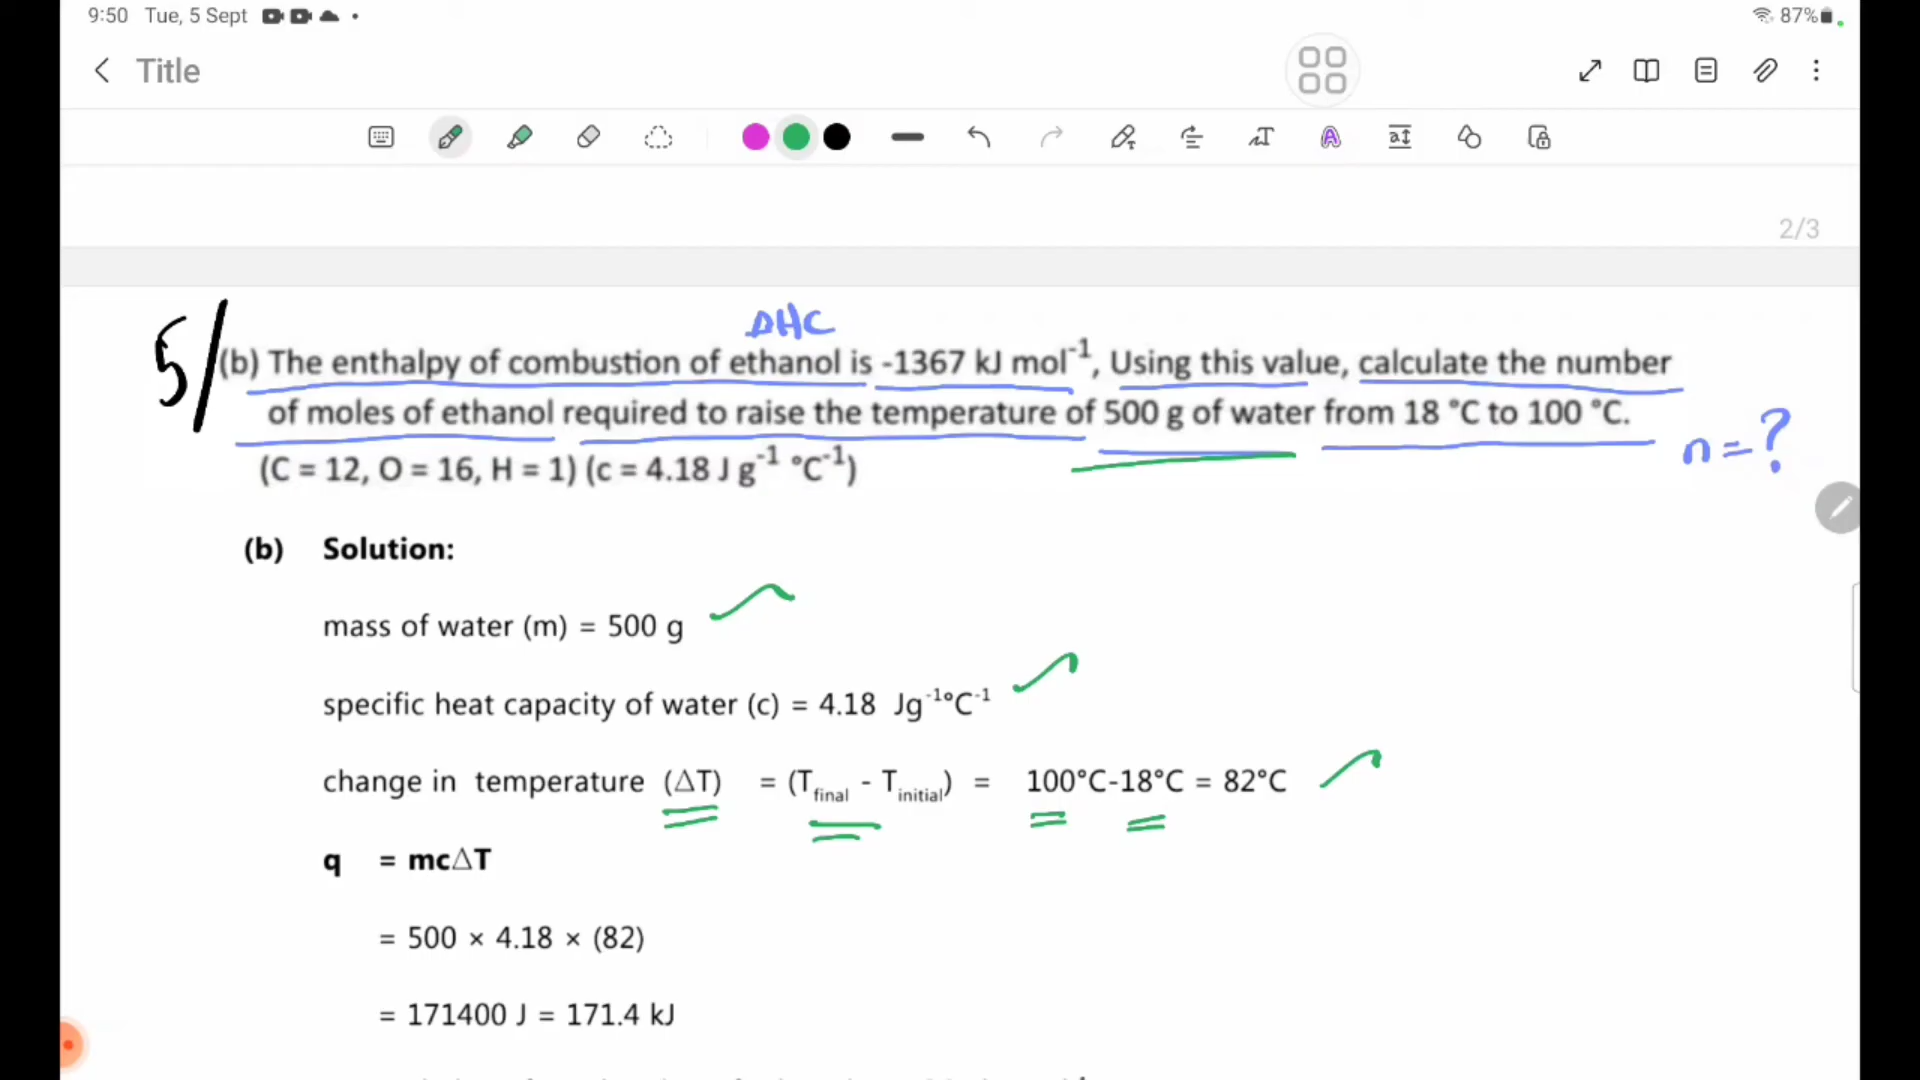 9:50 Tue, 5 Sept 87%
Title
2/3
ΔHC
5/ (b) The enthalpy of combustion of ethanol is -1367 kJ mol⁻¹, Using this value, calculate the number
of moles of ethanol required to raise the temperature of 500 g of water from 18 °C to 100 °C.
n=?
(C = 12, O = 16, H = 1) (c = 4.18 J g⁻¹ °C⁻¹)
(b) Solution:
mass of water (m) = 500 g
specific heat capacity of water (c) = 4.18 Jg⁻¹°C⁻¹
change in temperature (△T) = (Tfinal - Tinitial) = 100°C-18°C = 82°C
q = mc△T
= 500 × 4.18 × (82)
= 171400 J = 171.4 kJ